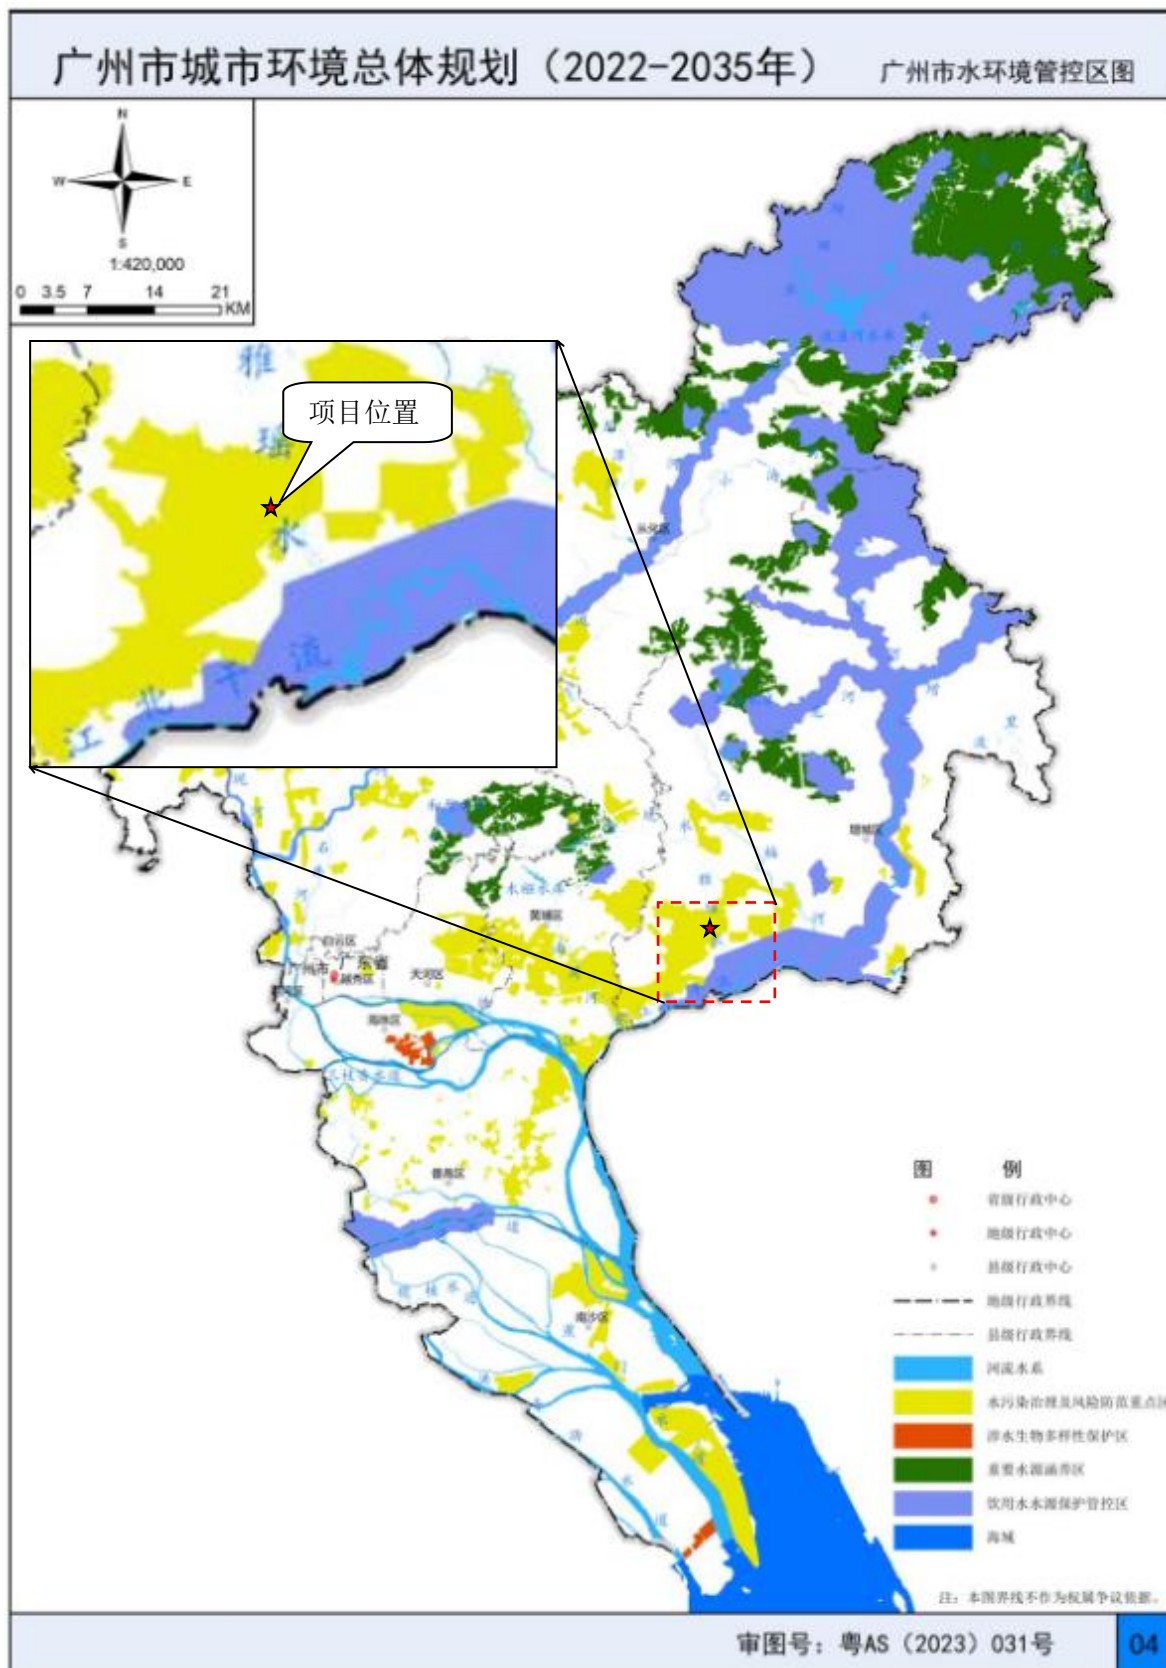 广州市城市环境总体规划（2022-2035年）
广州市水环境管控区图
N
W
E
S
1:420,000
0 3.5 7 14 21
KM
雅
瑶
水
项目位置
江
北
干
流
从化区
增城区
木强水库
黄埔区
白云区
广州市
广东省
越秀区
天河区
海珠区
三枝香水道
番禺区
南沙区
图 例
省级行政中心
地级行政中心
县级行政中心
地级行政界线
县级行政界线
河流水系
水污染治理及风险防范重点区
涉水生物多样性保护区
重要水源涵养区
饮用水水源保护管控区
海域
注：本图界线不作为权属争议依据。
审图号：粤AS（2023）031号
04